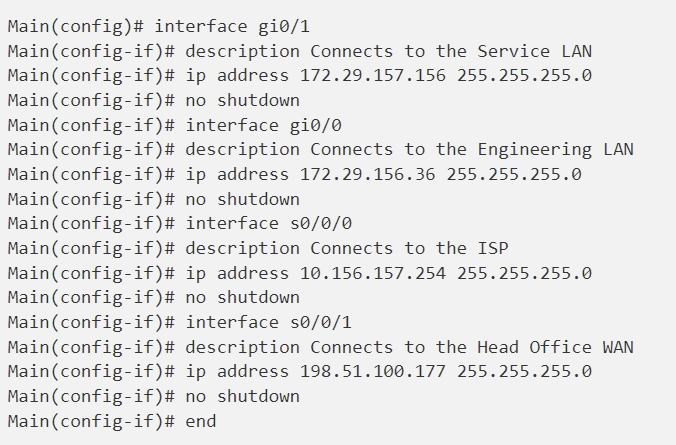 Main(config)# interface gi0/1
Main(config-if)# description Connects to the Service LAN
Main(config-if)# ip address 172.29.157.156 255.255.255.0
Main(config-if)# no shutdown
Main(config-if)# interface gi0/0
Main(config-if)# description Connects to the Engineering LAN
Main(config-if)# ip address 172.29.156.36 255.255.255.0
Main(config-if)# no shutdown
Main(config-if)# interface s0/0/0
Main(config-if)# description Connects to the ISP
Main(config-if)# ip address 10.156.157.254 255.255.255.0
Main(config-if)# no shutdown
Main(config-if)# interface s0/0/1
Main(config-if)# description Connects to the Head Office WAN
Main(config-if)# ip address 198.51.100.177 255.255.255.0
Main(config-if)# no shutdown
Main(config-if)# end